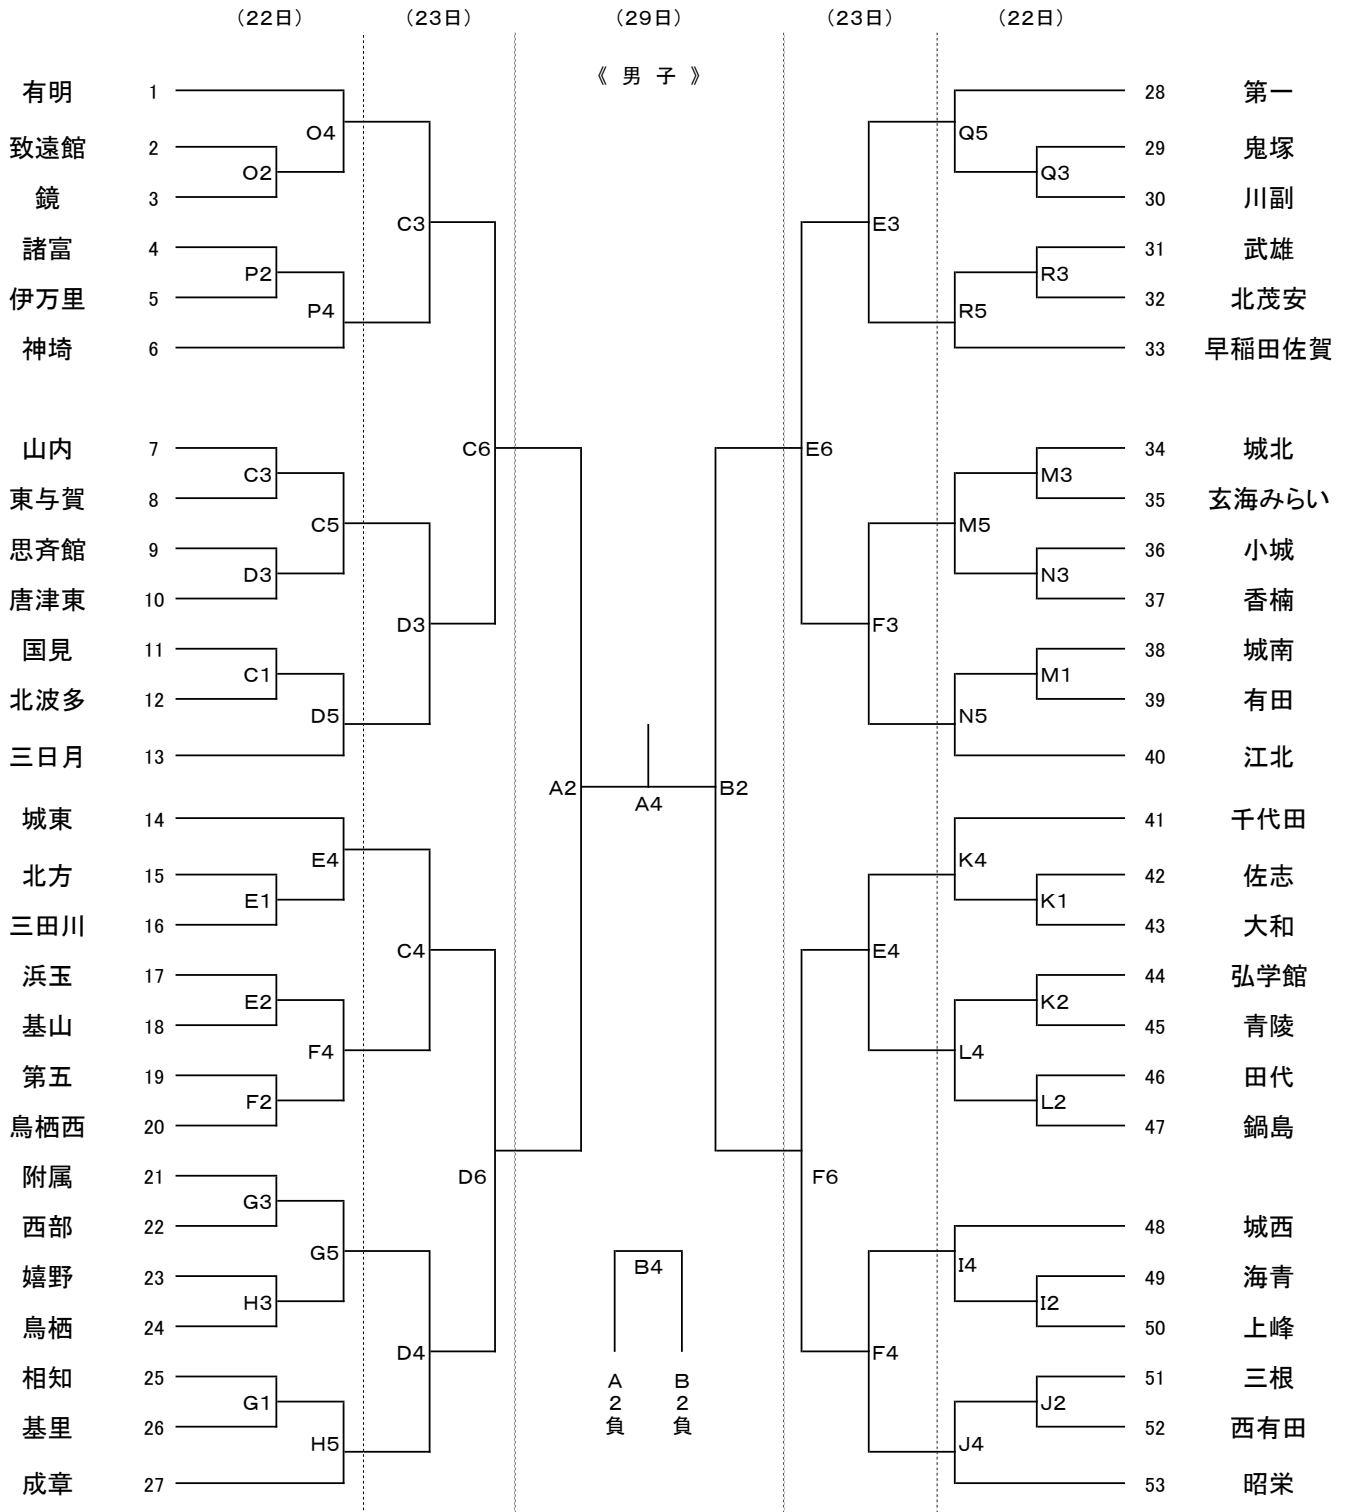 （22日） （23日） （29日） （23日） （22日）
《 男 子 》
有明 1 28 第一
O4 Q5
致遠館 2 29 鬼塚
O2 Q3
鏡 3 30 川副
C3 E3
諸富 4 31 武雄
P2 R3
伊万里 5 32 北茂安
P4 R5
神埼 6 33 早稲田佐賀
山内 7 C6 E6 34 城北
C3 M3
東与賀 8 35 玄海みらい
C5 M5
思斉館 9 36 小城
D3 N3
唐津東 10 37 香楠
D3 F3
国見 11 38 城南
C1 M1
北波多 12 39 有田
D5 N5
三日月 13 40 江北
A2 B2
A4
城東 14 41 千代田
E4 K4
北方 15 42 佐志
E1 K1
三田川 16 43 大和
C4 E4
浜玉 17 44 弘学館
E2 K2
基山 18 45 青陵
F4 L4
第五 19 46 田代
F2 L2
鳥栖西 20 47 鍋島
附属 21 D6 F6
G3
西部 22 48 城西
G5 I4
B4
嬉野 23 49 海青
H3 I2
鳥栖 24 50 上峰
D4 F4
相知 25 51 三根
A2負 B2負
G1 J2
基里 26 52 西有田
H5 J4
成章 27 53 昭栄